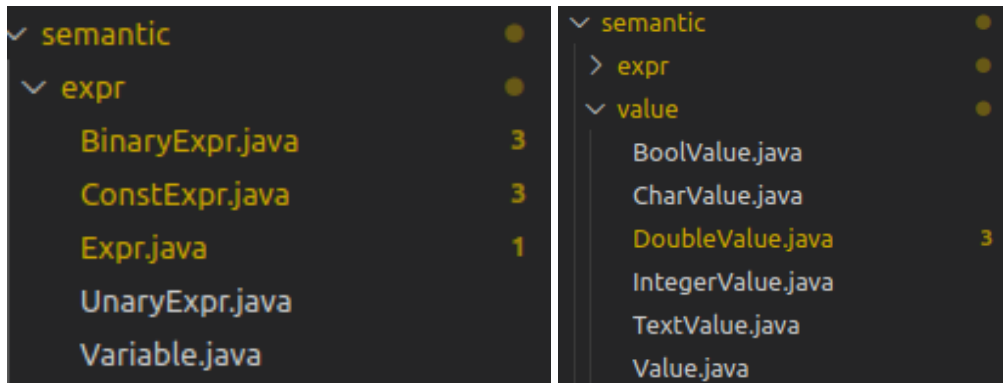 semantic
expr
BinaryExpr.java 3
ConstExpr.java 3
Expr.java 1
UnaryExpr.java
Variable.java
semantic
expr
value
BoolValue.java
CharValue.java
DoubleValue.java 3
IntegerValue.java
TextValue.java
Value.java